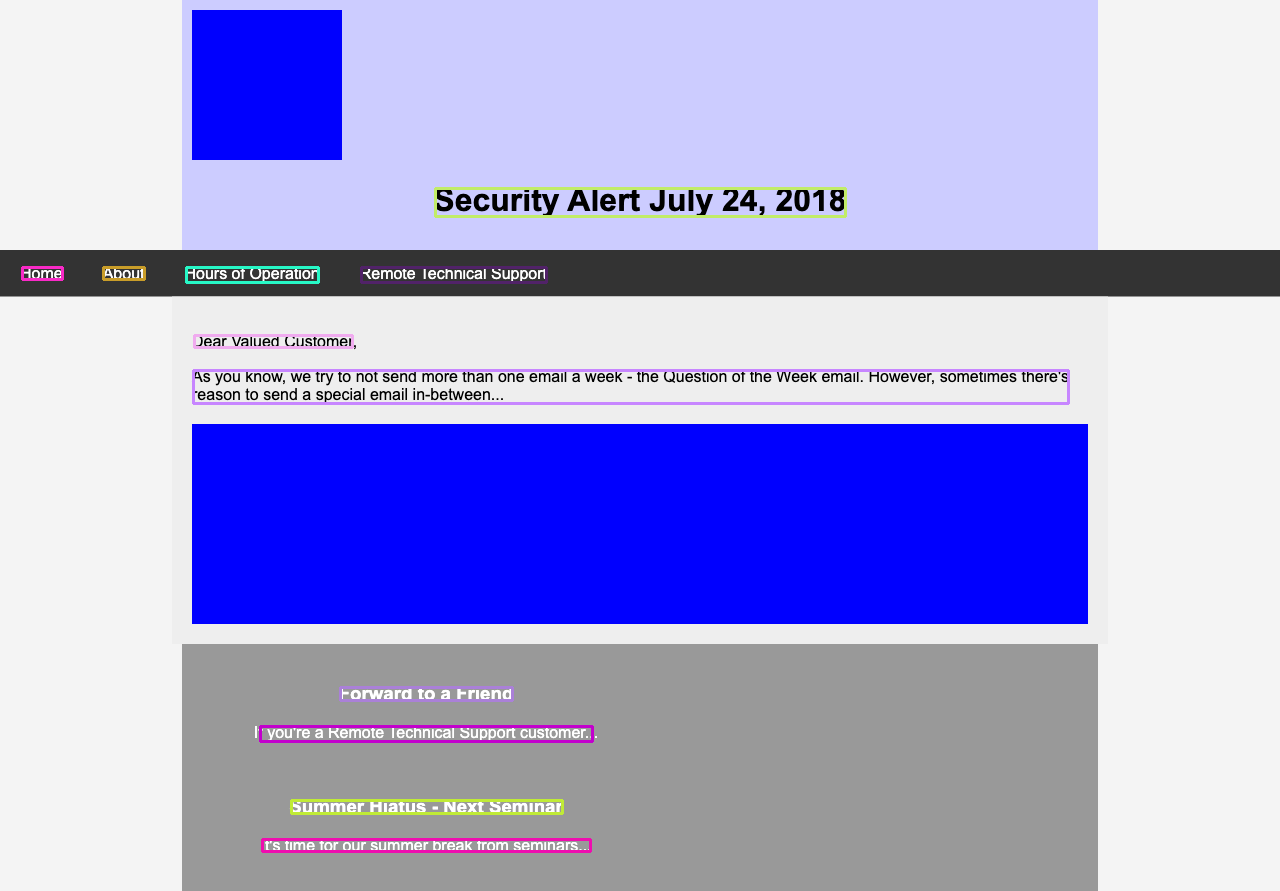 Security Alert July 24, 2018
Home About Hours of Operation Remote Technical Support
Dear Valued Customer,
As you know, we try to not send more than one email a week - the Question of the Week email. However, sometimes there's
reason to send a special email in-between...
Forward to a Friend
If you're a Remote Technical Support customer...
Summer Hiatus - Next Seminar
It's time for our summer break from seminars...